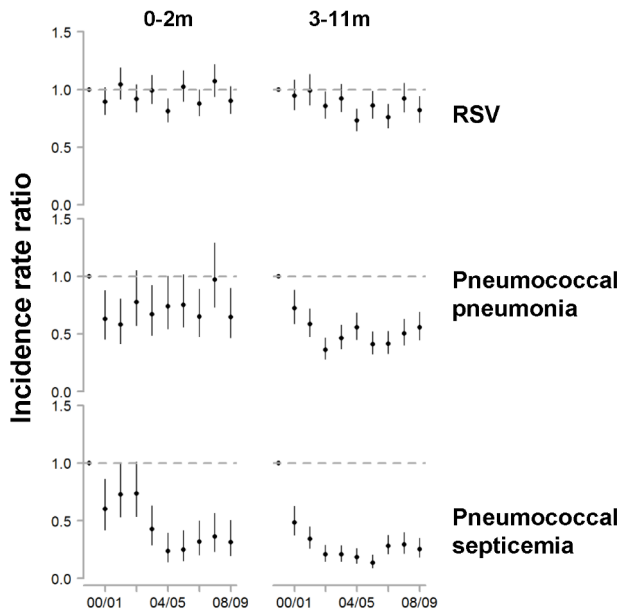 0-2m 3-11m
Incidence rate ratio
1.5
1.0
0.5
0.0
RSV
1.5
1.0
0.5
0.0
Pneumococcal
pneumonia
1.5
1.0
0.5
0.0
Pneumococcal
septicemia
00/01 04/05 08/09 00/01 04/05 08/09